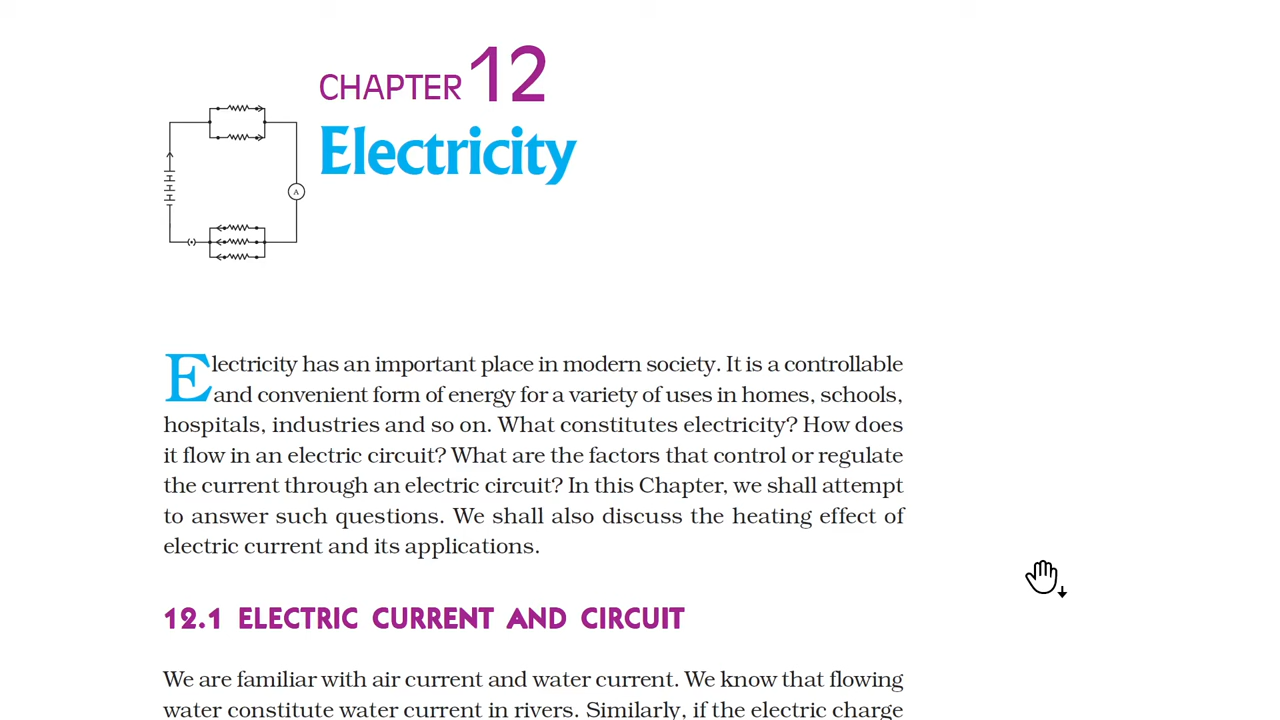 CHAPTER 12
Electricity
A
Electricity has an important place in modern society. It is a controllable
and convenient form of energy for a variety of uses in homes, schools,
hospitals, industries and so on. What constitutes electricity? How does
it flow in an electric circuit? What are the factors that control or regulate
the current through an electric circuit? In this Chapter, we shall attempt
to answer such questions. We shall also discuss the heating effect of
electric current and its applications.
12.1 ELECTRIC CURRENT AND CIRCUIT
We are familiar with air current and water current. We know that flowing
water constitute water current in rivers. Similarly, if the electric charge